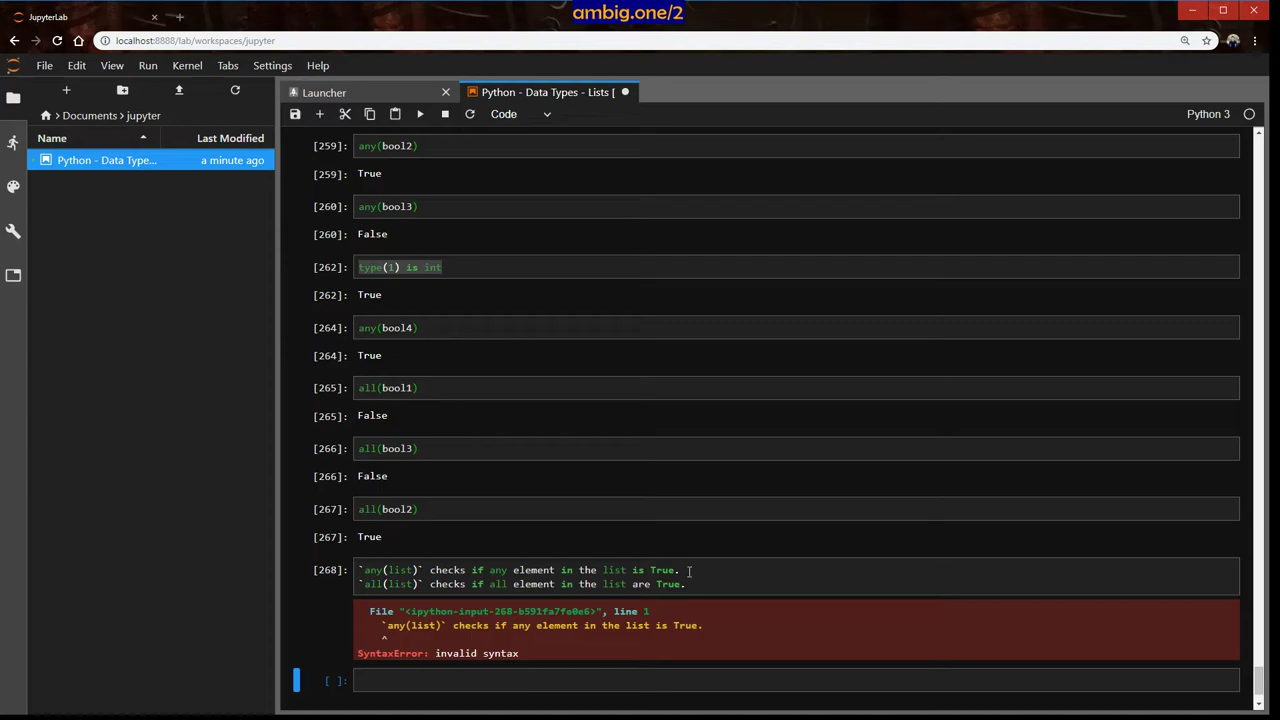 ambig.one/2
JupyterLab
localhost:8888/lab/workspaces/jupyter
File Edit View Run Kernel Tabs Settings Help
Launcher
Python - Data Types - Lists [
Code
Python 3
Documents jupyter
Name Last Modified
Python - Data Type... a minute ago
[259]: any(bool2)
[259]: True
[260]: any(bool3)
[260]: False
[262]: type(1) is int
[262]: True
[264]: any(bool4)
[264]: True
[265]: all(bool1)
[265]: False
[266]: all(bool3)
[266]: False
[267]: all(bool2)
[267]: True
[268]: `any(list)` checks if any element in the list is True.
`all(list)` checks if all element in the list are True.
File "<ipython-input-268-b591fa7fe0e6>", line 1
`any(list)` checks if any element in the list is True.
^
SyntaxError: invalid syntax
[ ]: